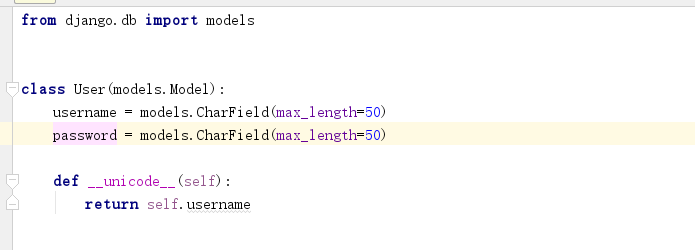 from django.db import models
class User(models.Model):
username = models.CharField(max_length=50)
password = models.CharField(max_length=50)
def __unicode__(self):
return self.username